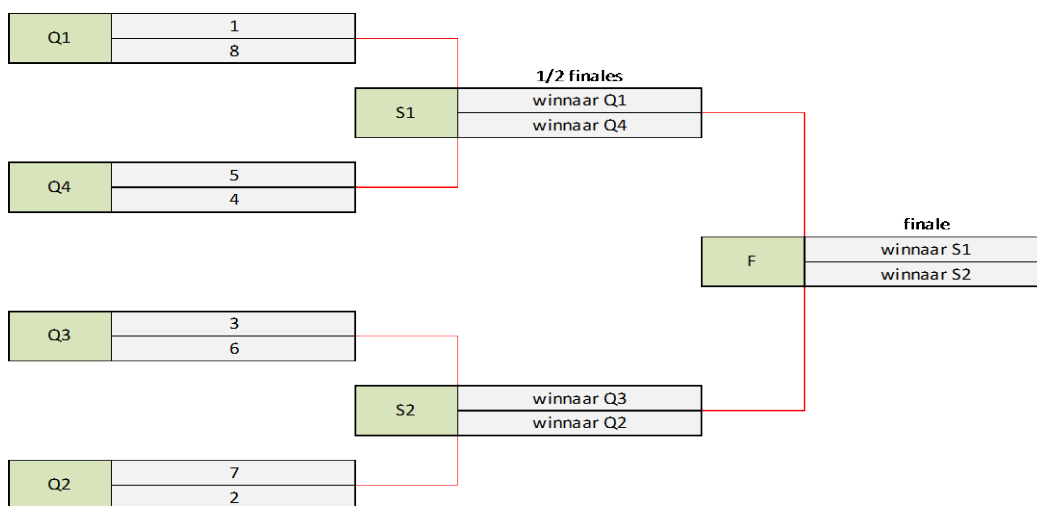 Q1
1
8
1/2 finales
S1
winnaar Q1
winnaar Q4
Q4
5
4
finale
F
winnaar S1
winnaar S2
Q3
3
6
S2
winnaar Q3
winnaar Q2
Q2
7
2